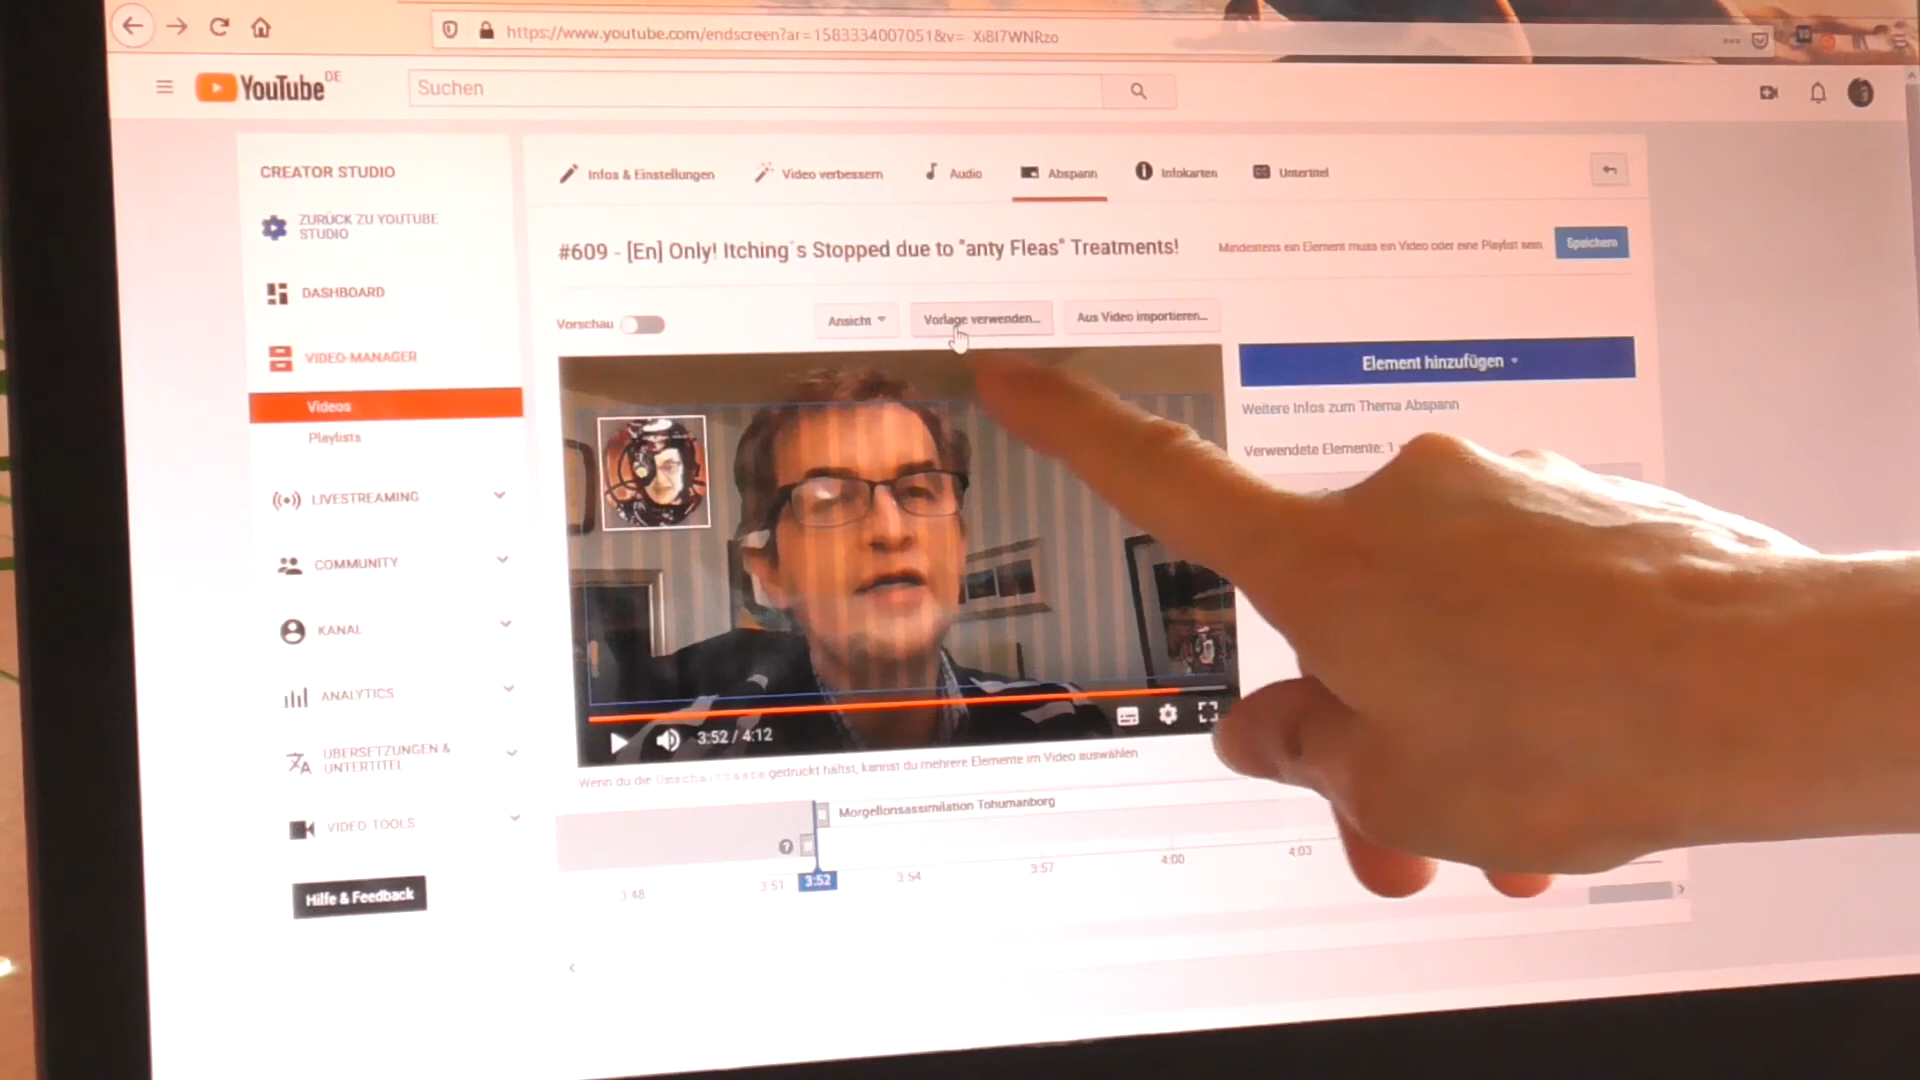 https://www.youtube.com/endscreen?ar=1583334007051&v=-Xi8I7WNRzo
YouTube DE
Suchen
CREATOR STUDIO
ZURÜCK ZU YOUTUBE
STUDIO
DASHBOARD
VIDEO-MANAGER
Videos
Playlists
LIVESTREAMING
COMMUNITY
KANAL
ANALYTICS
ÜBERSETZUNGEN &
UNTERTITEL
VIDEO-TOOLS
Hilfe & Feedback
Infos & Einstellungen
Video verbessern
Audio
Abspann
Infokarten
Untertitel
#609 - [En] Only! Itching´s Stopped due to "anty Fleas" Treatments!
Mindestens ein Element muss ein Video oder eine Playlist sein
Speichern
Vorschau
Ansicht
Vorlage verwenden...
Aus Video importieren...
Element hinzufügen
Weitere Infos zum Thema Abspann
Verwendete Elemente: 1
3:52 / 4:12
Wenn du die Umschalttaste gedruckt hältst, kannst du mehrere Elemente im Video auswählen
Morgellonsassimilation Tohumanborg
3:48
3:51
3:52
3:54
3:57
4:00
4:03